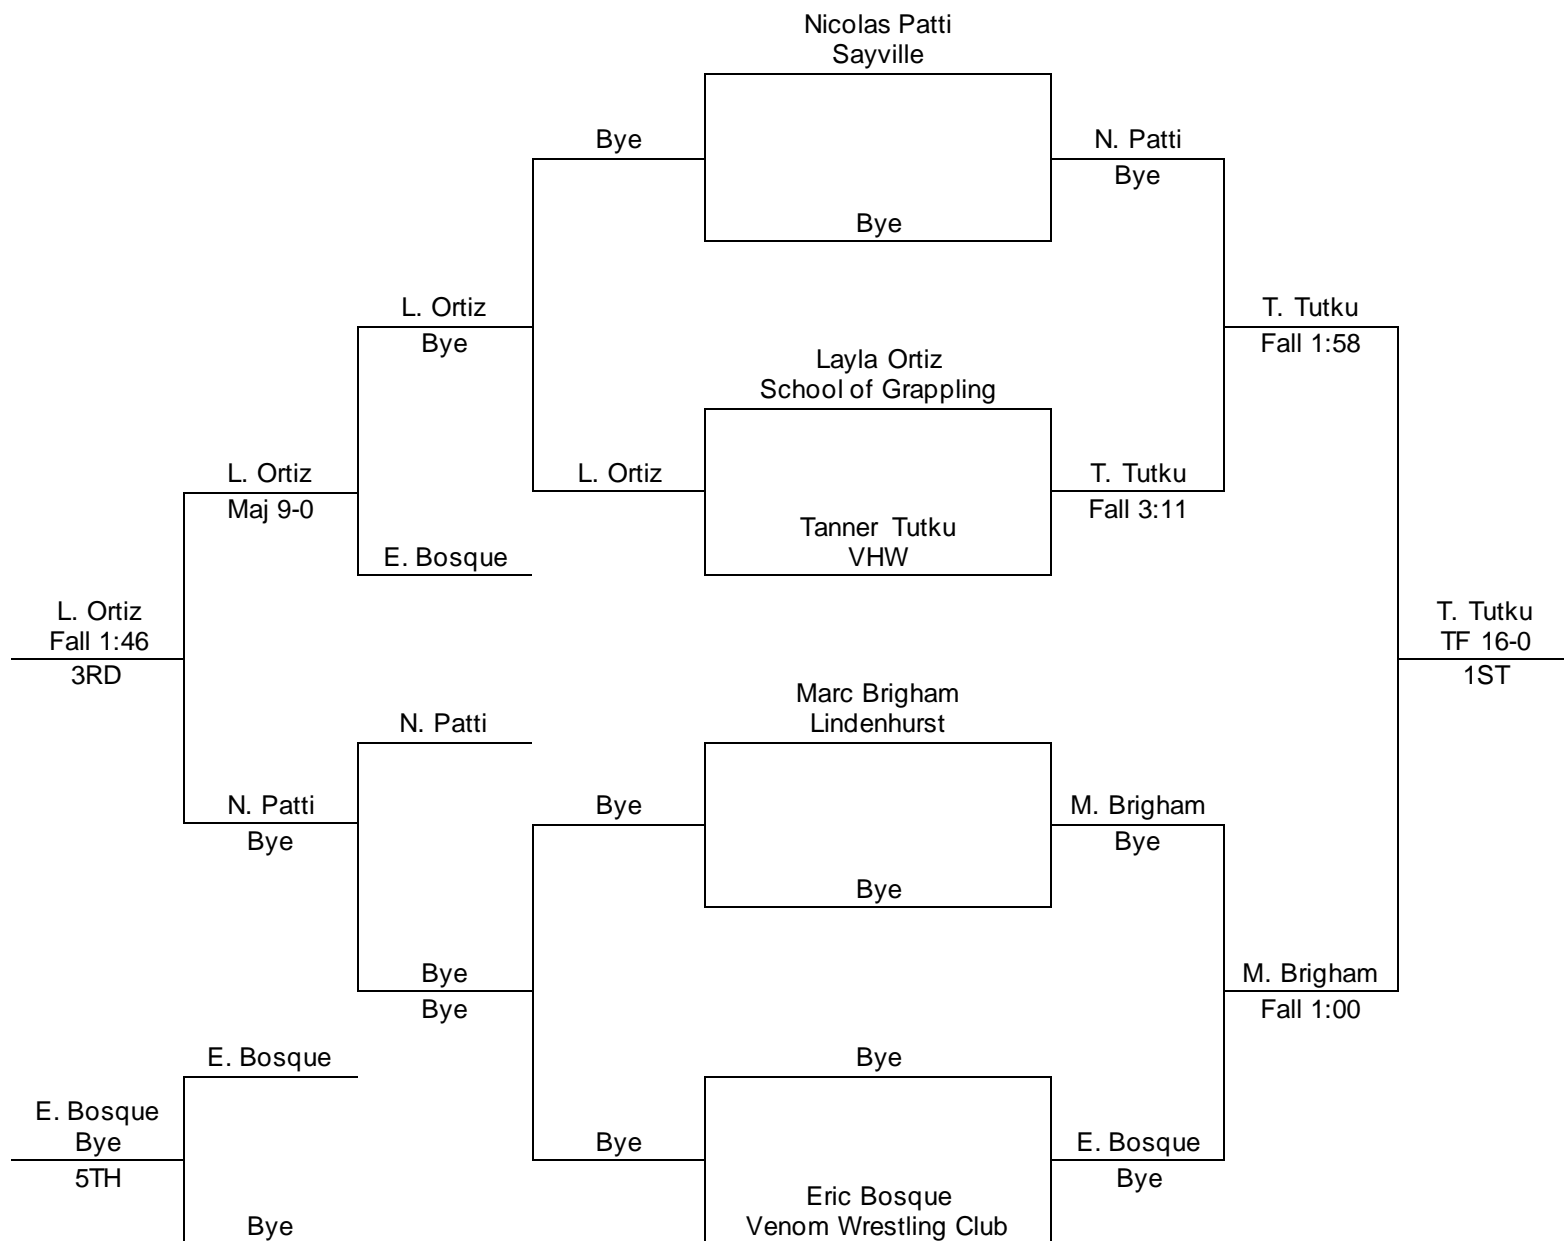 Nicolas Patti
Sayville
Bye
N. Patti
Bye
Bye
L. Ortiz
Bye
T. Tutku
Fall 1:58
Layla Ortiz
School of Grappling
L. Ortiz
Maj 9-0
L. Ortiz
T. Tutku
Fall 3:11
Tanner Tutku
VHW
E. Bosque
L. Ortiz
Fall 1:46
3RD
T. Tutku
TF 16-0
1ST
Marc Brigham
Lindenhurst
N. Patti
N. Patti
Bye
Bye
M. Brigham
Bye
Bye
Bye
Bye
M. Brigham
Fall 1:00
E. Bosque
Bye
E. Bosque
Bye
5TH
Bye
E. Bosque
Bye
Eric Bosque
Venom Wrestling Club
Bye